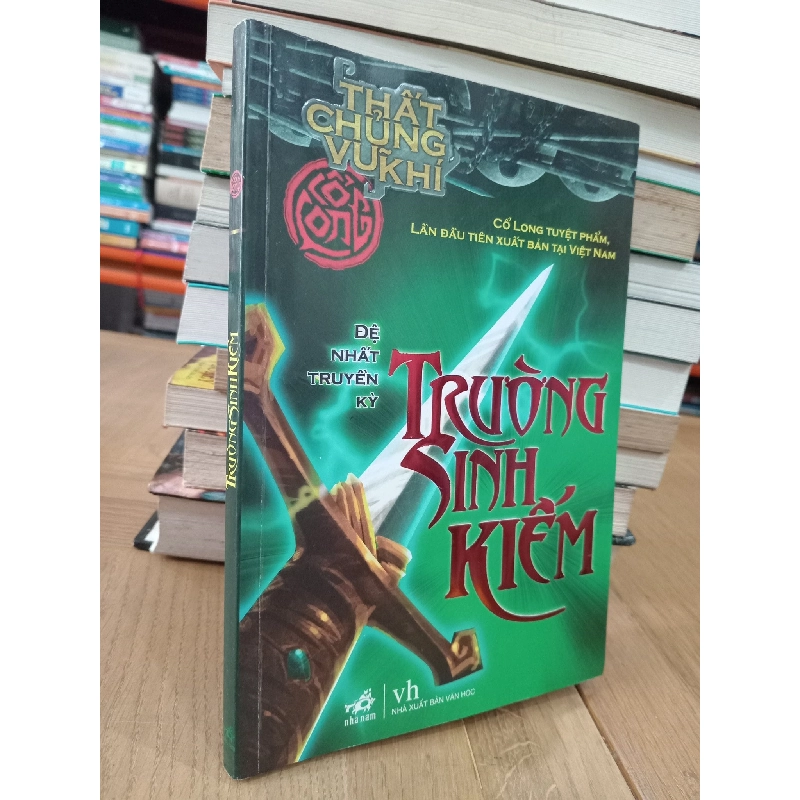 THẤT
CHỦNG
VŨ KHÍ
CỔ
LONG
CỔ LONG TUYỆT PHẨM,
LẦN ĐẦU TIÊN XUẤT BẢN TẠI VIỆT NAM
ĐỆ
NHẤT
TRUYỀN
KỲ
TRƯỜNG
SINH
KIẾM
nhã nam
vh
NHÀ XUẤT BẢN VĂN HỌC
TRƯỜNG SINH KIẾM